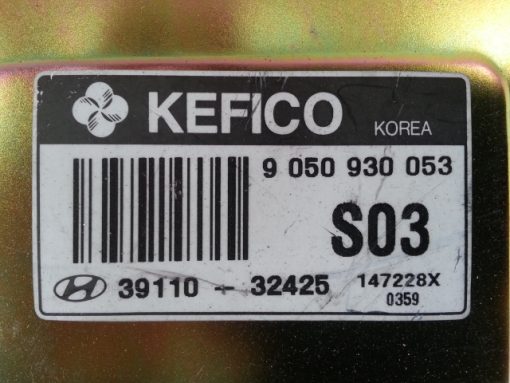 KEFICO KOREA
9 050 930 053
S03
39110 - 32425 147228X
0359